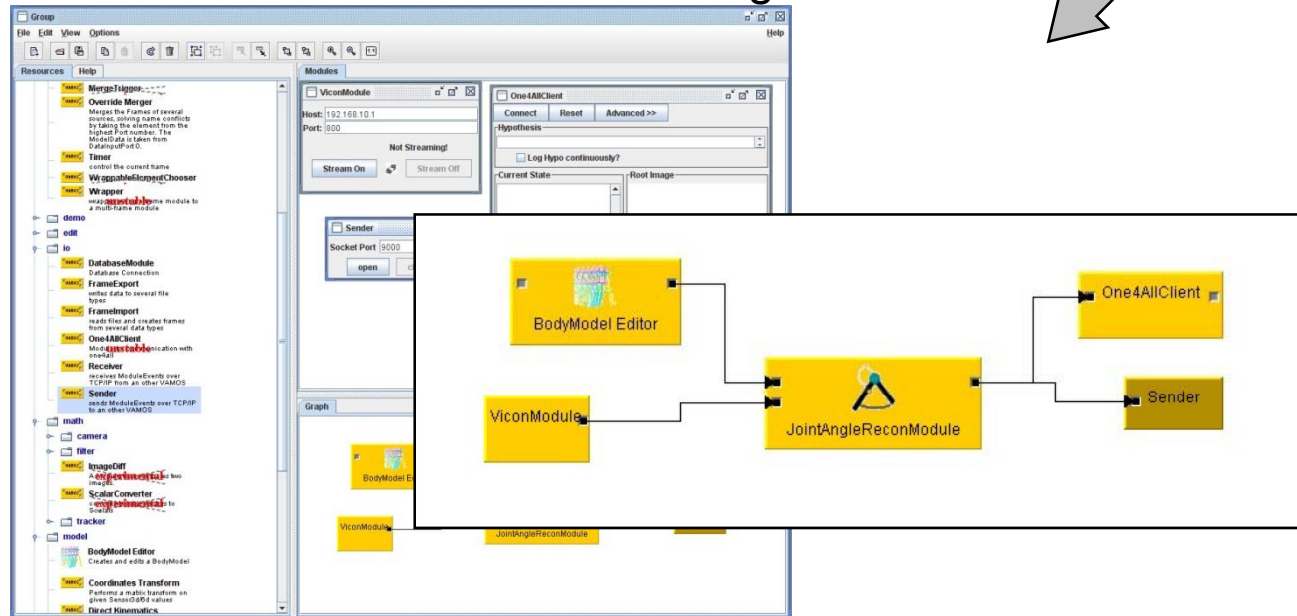 Group
File Edit View Options Help
Resources Help
MergeTrigger
Override Merger
Merges the Frames of several
sources, solving name conflicts
by taking the element from the
highest Port number. The
ModelData is taken from
DataInputPort 0.
Timer
control the current frame
WrappableElementChooser
Wrapper
unstable
a multi-frame module
demo
edit
io
DatabaseModule
Database Connection
FrameExport
writes data to several file
types
FrameImport
reads files and creates frames
from several data types
One4AllClient
unstable
one4all
Receiver
receives ModuleEvents over
TCP/IP from an other VAMOS
Sender
sends ModuleEvents over TCP/IP
to an other VAMOS
math
camera
filter
ImageDiff
experimental
images.
ScalarConverter
experimental
Scalars
tracker
model
BodyModel Editor
Creates and edits a BodyModel
Coordinates Transform
Performs a matrix transform on
given Sensor3d/6d values
Direct Kinematics
Modules
ViconModule
Host: 192.168.10.1
Port: 800
Not Streaming!
Stream On Stream Off
One4AllClient
Connect Reset Advanced >>
Hypothesis
Log Hypo continuously?
Current State Root Image
Sender
Socket Port 9000
open
Graph
BodyModel E
ViconModule
JointAngleReconModule
BodyModel Editor
ViconModule
JointAngleReconModule
One4AllClient
Sender